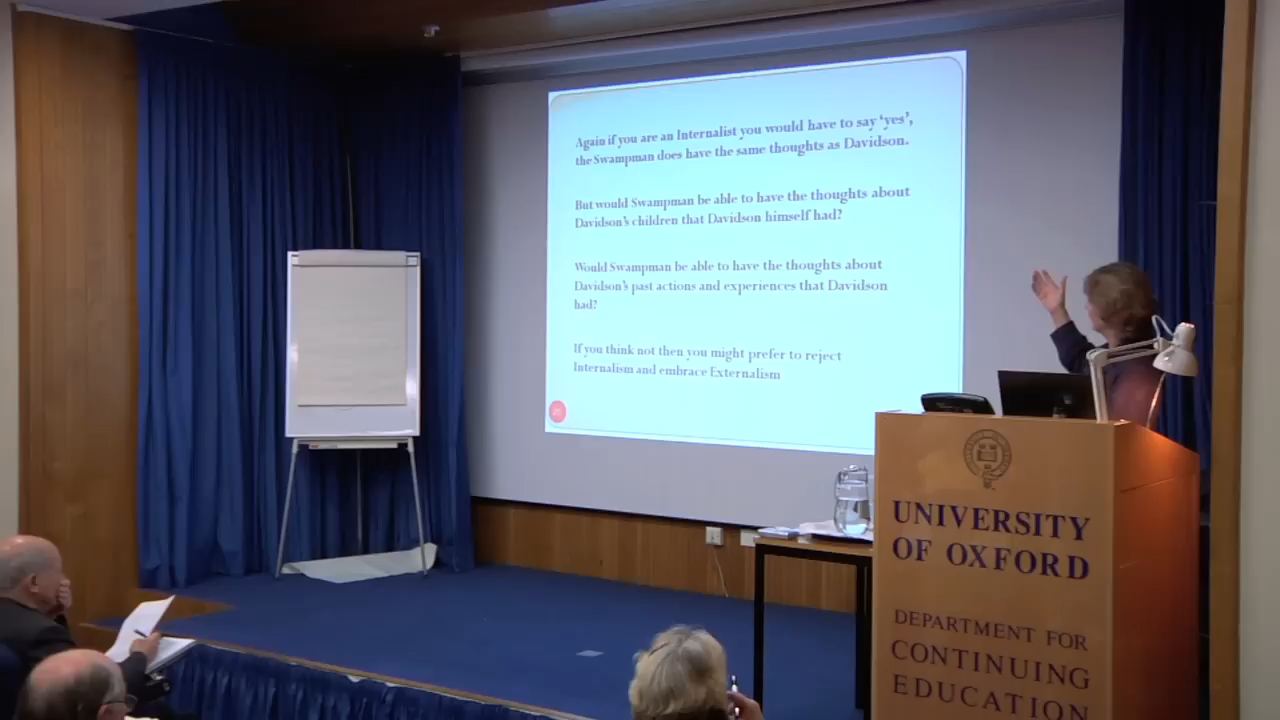 Again if you are an Internalist you would have to say ‘yes’,
the Swampman does have the same thoughts as Davidson.
But would Swampman be able to have the thoughts about
Davidson’s children that Davidson himself had?
Would Swampman be able to have the thoughts about
Davidson’s past actions and experiences that Davidson
had?
If you think not then you might prefer to reject
Internalism and embrace Externalism
UNIVERSITY
OF OXFORD
DEPARTMENT FOR
CONTINUING
EDUCATION